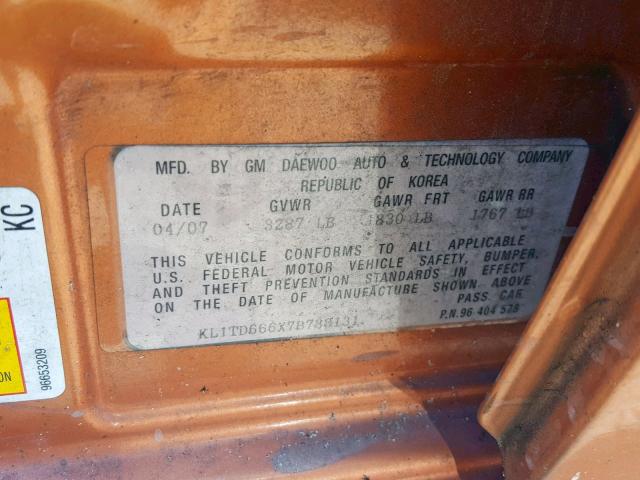 MFD. BY GM DAEWOO AUTO & TECHNOLOGY COMPANY
REPUBLIC OF KOREA
DATE GVWR GAWR FRT GAWR RR
04/07 3287 LB 1830 LB 1767 LB
THIS VEHICLE CONFORMS TO ALL APPLICABLE
U.S. FEDERAL MOTOR VEHICLE SAFETY, BUMPER,
AND THEFT PREVENTION STANDARDS IN EFFECT
ON THE DATE OF MANUFACTURE SHOWN ABOVE
PASS CAR
P.N.96 404 578
KC
96653209
ON